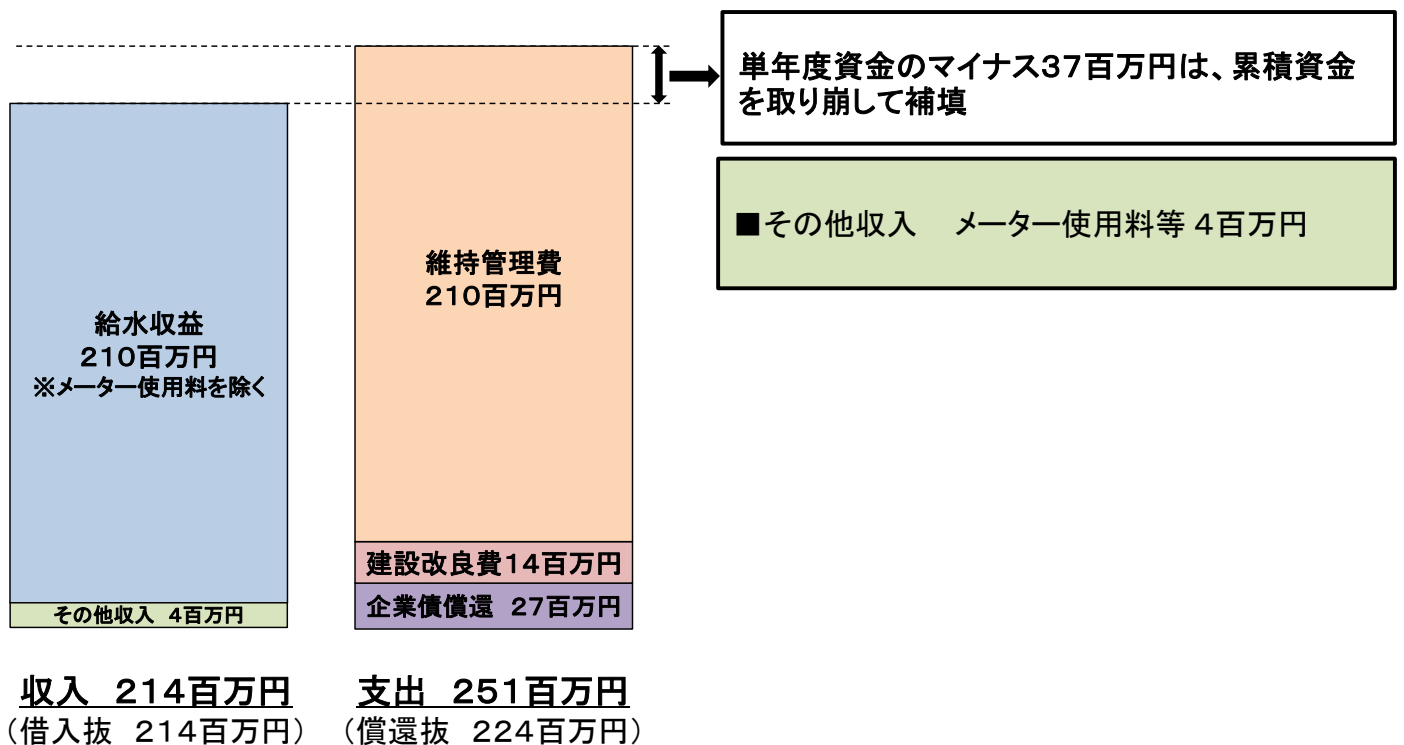 単年度資金のマイナス37百万円は、累積資金
を取り崩して補填
■その他収入　メーター使用料等 4百万円
給水収益
210百万円
※メーター使用料を除く
その他収入　4百万円
維持管理費
210百万円
建設改良費14百万円
企業債償還　27百万円
収入　214百万円
（借入抜　214百万円）
支出　251百万円
（償還抜　224百万円）